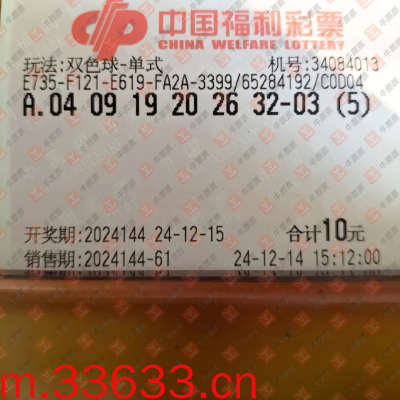 中国福利彩票
CHINA WELFARE LOTTERY
玩法:双色球-单式 机号:34084013
E735-F121-E619-FA2A-3399/65284192/C0D04
A.04 09 19 20 26 32-03 (5)
开奖期:2024144 24-12-15 合计10元
销售期:2024144-61 24-12-14 15:12:00
m.33633.cn